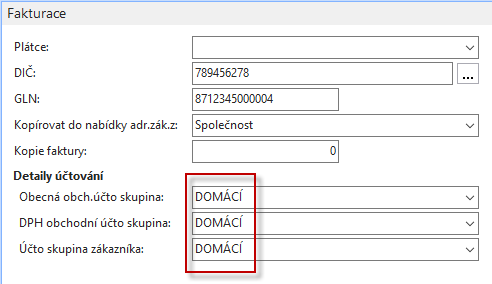 Fakturace
Plátce:
DIČ: 789456278 ...
GLN: 8712345000004
Kopírovat do nabídky adr.zák.z: Společnost
Kopie faktury: 0
Detaily účtování
Obecná obch.účto skupina: DOMÁCÍ
DPH obchodní účto skupina: DOMÁCÍ
Účto skupina zákazníka: DOMÁCÍ